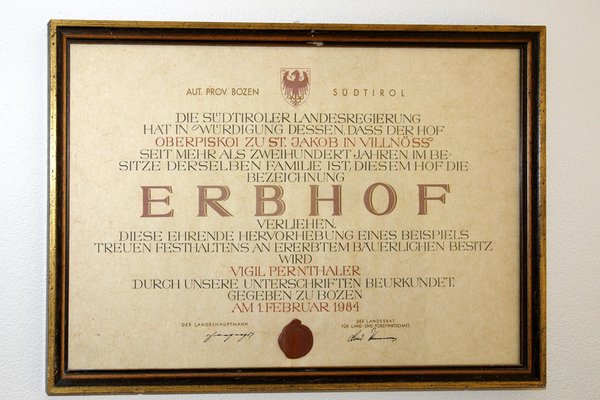 AUT. PROV. BOZEN SÜDTIROL
DIE SÜDTIROLER LANDESREGIERUNG
HAT IN WÜRDIGUNG DESSEN, DASS DER HOF
OBERPISKOI ZU ST. JAKOB IN VILLNÖSS
SEIT MEHR ALS ZWEIHUNDERT JAHREN IM BE-
SITZE DERSELBEN FAMILIE IST, DIESEM HOF DIE
BEZEICHNUNG
ERBHOF
VERLIEHEN.
DIESE EHRENDE HERVORHEBUNG EINES BEISPIELS
TREUEN FESTHALTENS AN ERERBTEM BÄUERLICHEN BESITZ
WIRD
VIGIL PERNTHALER
DURCH UNSERE UNTERSCHRIFTEN BEURKUNDET.
GEGEBEN ZU BOZEN
AM 1. FEBRUAR 1984
DER LANDESHAUPTMANN
DER LANDESRAT
FÜR LAND- UND FORSTWIRTSCHAFT